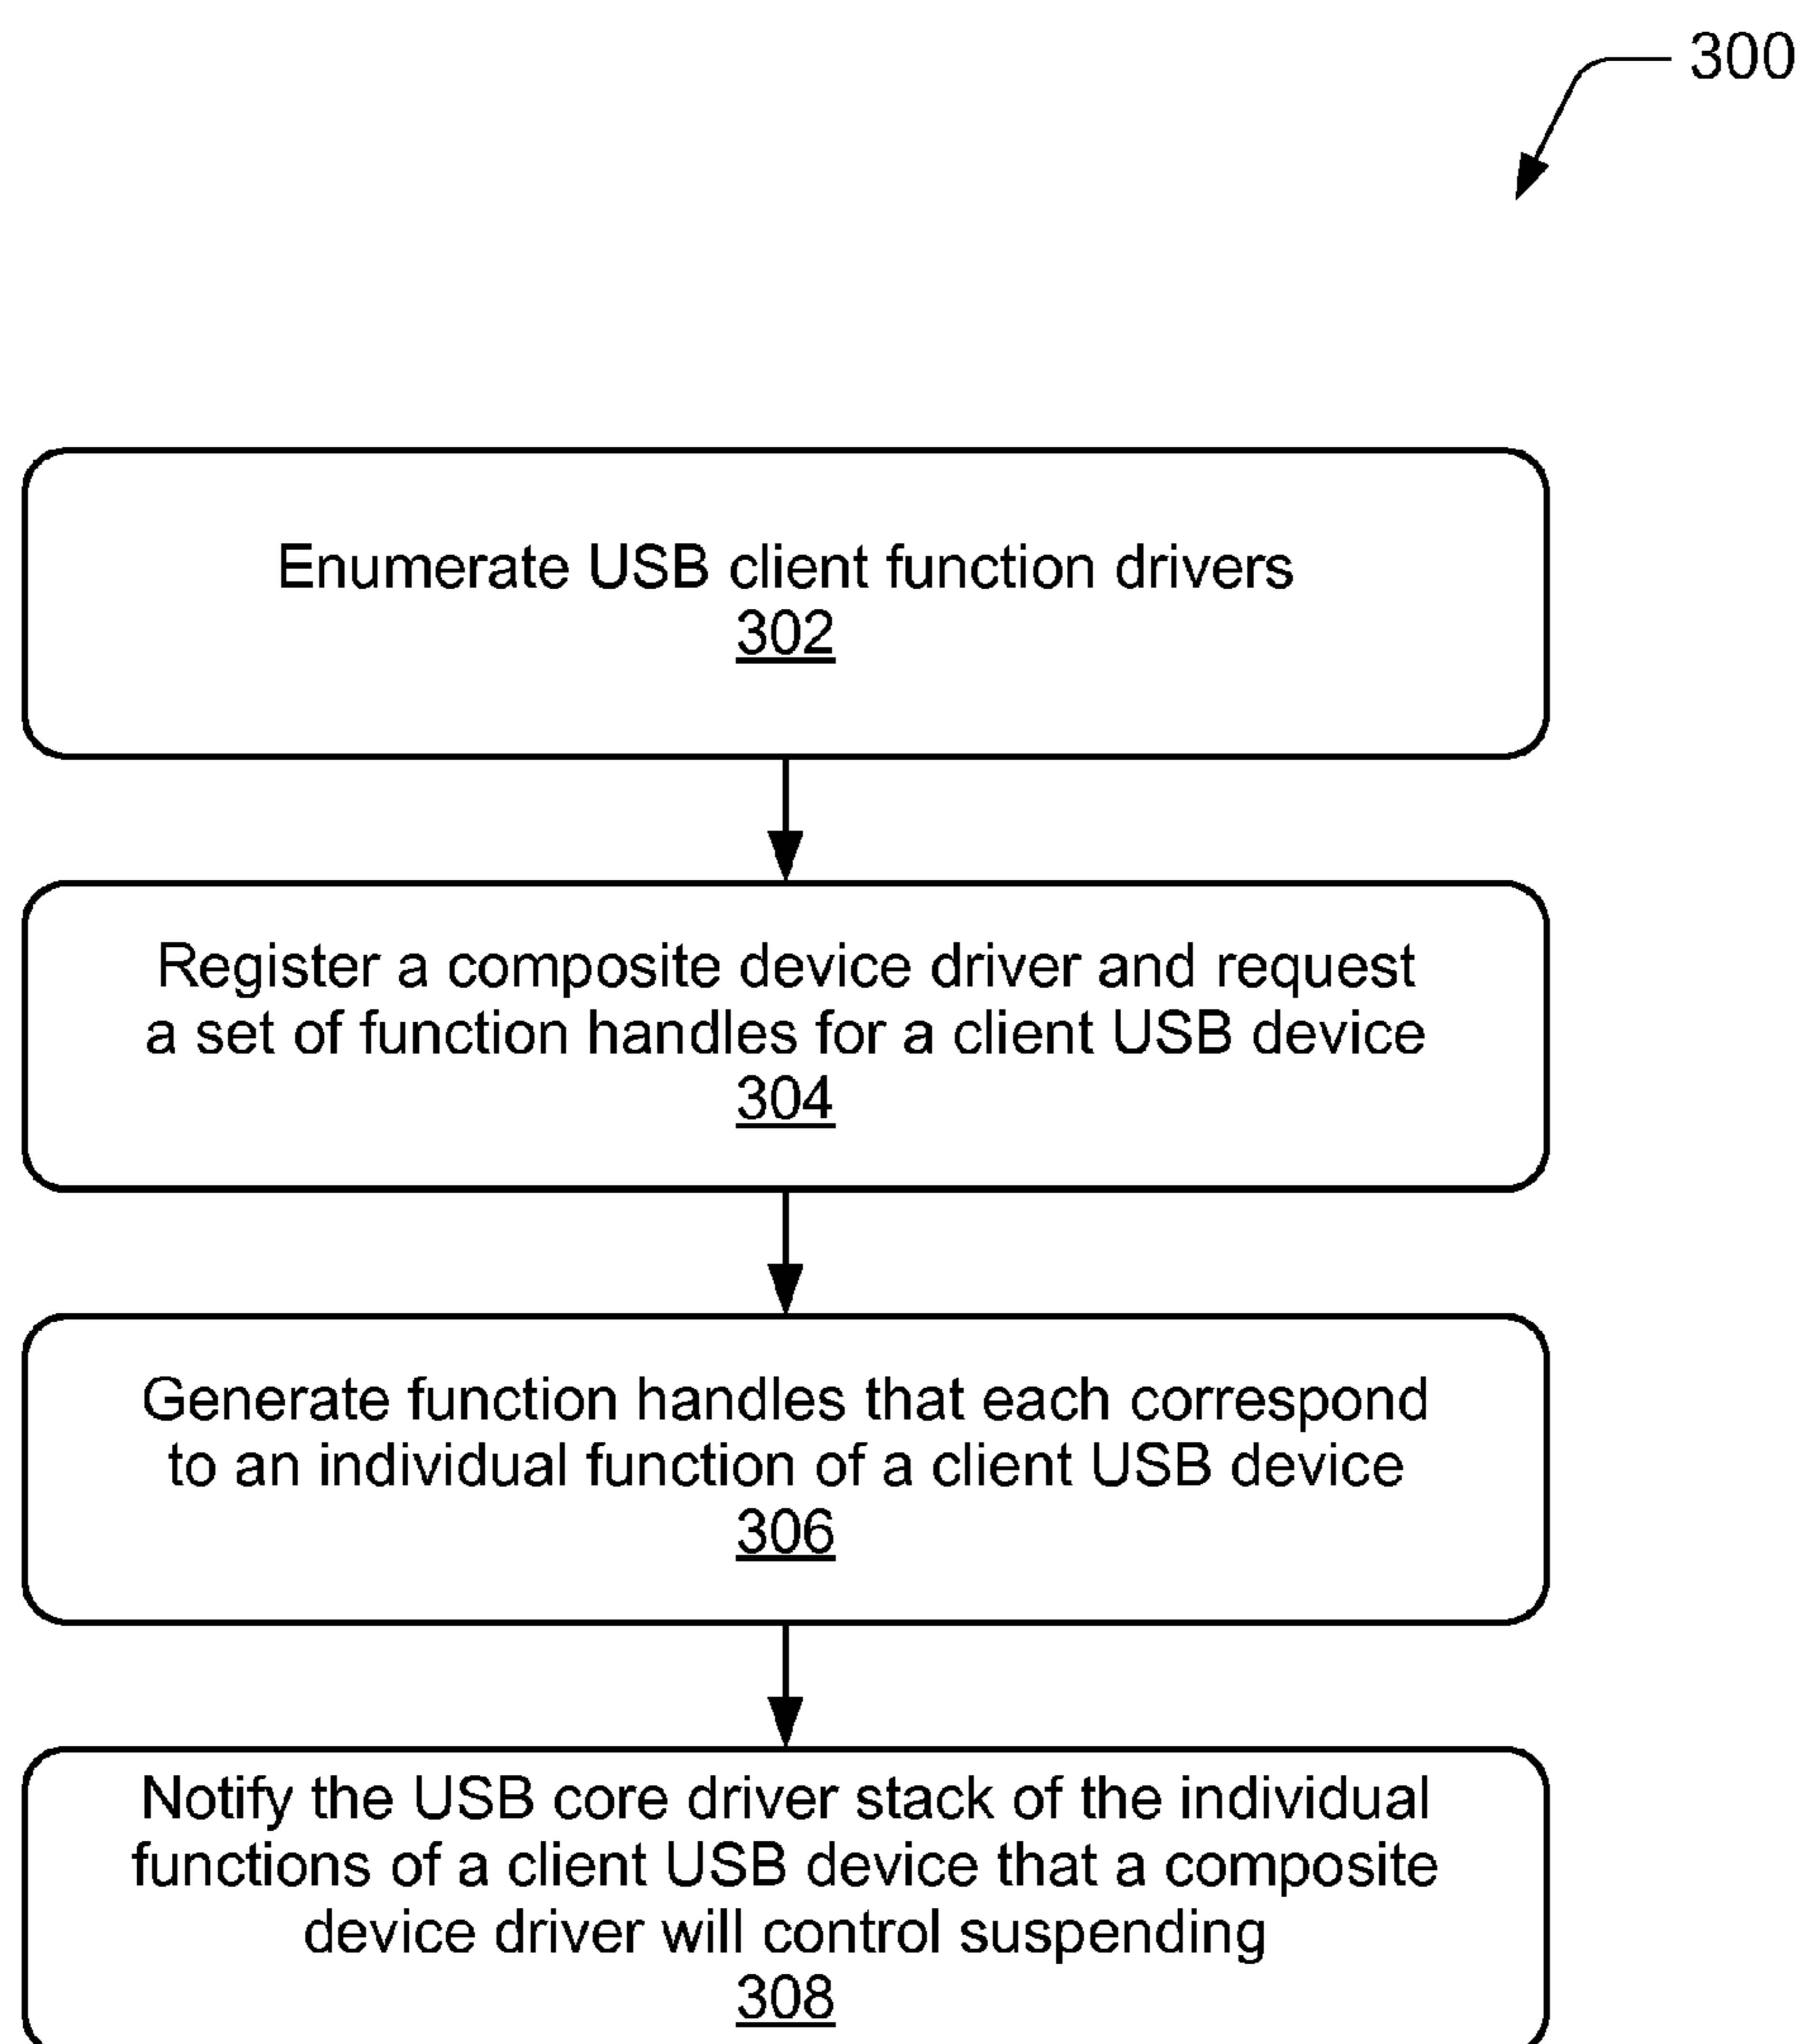 300
Enumerate USB client function drivers
302
Register a composite device driver and request
a set of function handles for a client USB device
304
Generate function handles that each correspond
to an individual function of a client USB device
306
Notify the USB core driver stack of the individual
functions of a client USB device that a composite
device driver will control suspending
308